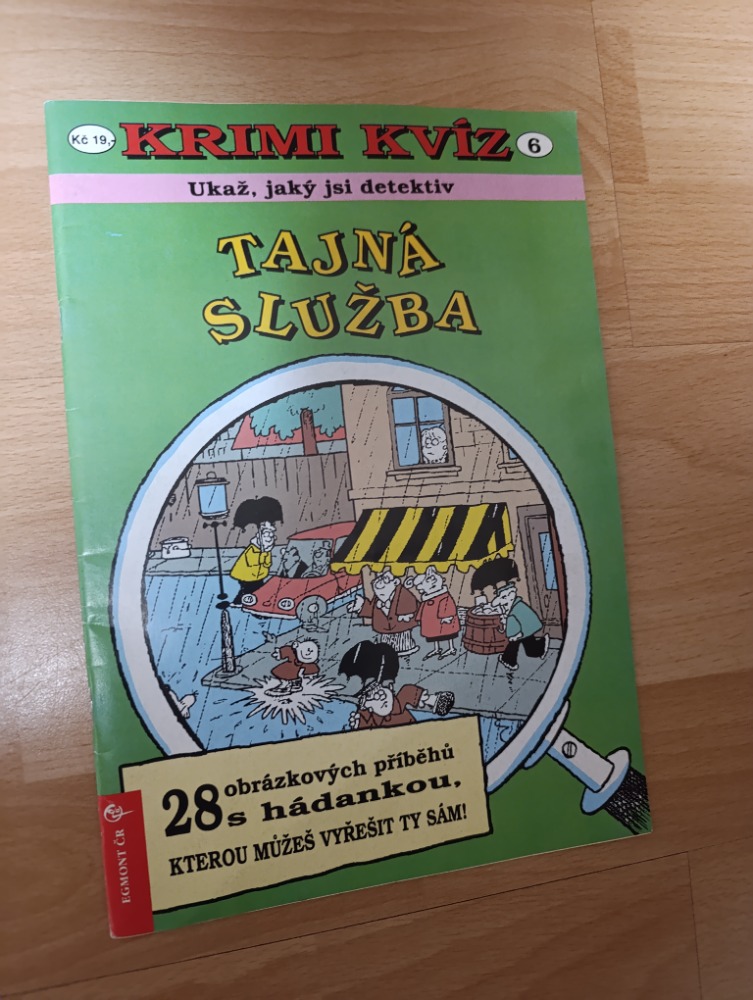 Kč 19,-
KRIMI KVÍZ
6
Ukaž, jaký jsi detektiv
TAJNÁ
SLUŽBA
28 obrázkových příběhů
s hádankou,
KTEROU MŮŽEŠ VYŘEŠIT TY SÁM!
EGMONT ČR